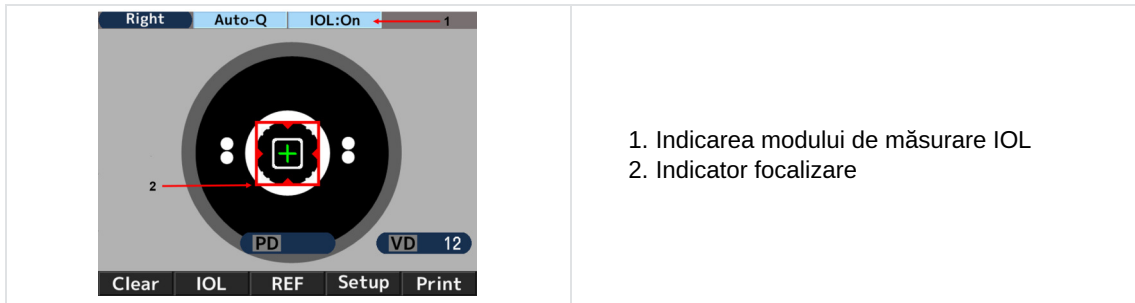 Right Auto-Q IOL:On 1
2
PD VD 12
Clear IOL REF Setup Print
1. Indicarea modului de măsurare IOL
2. Indicator focalizare